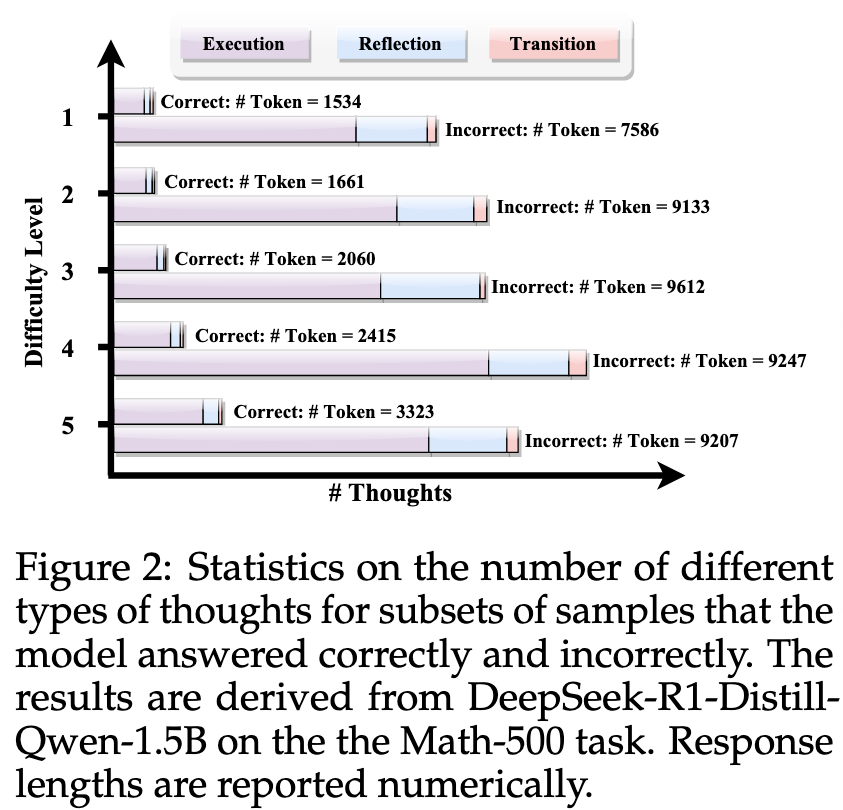 Execution Reflection Transition
Correct: # Token = 1534
1
Incorrect: # Token = 7586
Correct: # Token = 1661
2
Incorrect: # Token = 9133
Correct: # Token = 2060
3
Incorrect: # Token = 9612
Correct: # Token = 2415
4
Incorrect: # Token = 9247
Correct: # Token = 3323
5
Incorrect: # Token = 9207
Difficulty Level
# Thoughts
Figure 2: Statistics on the number of different
types of thoughts for subsets of samples that the
model answered correctly and incorrectly. The
results are derived from DeepSeek-R1-Distill-
Qwen-1.5B on the the Math-500 task. Response
lengths are reported numerically.